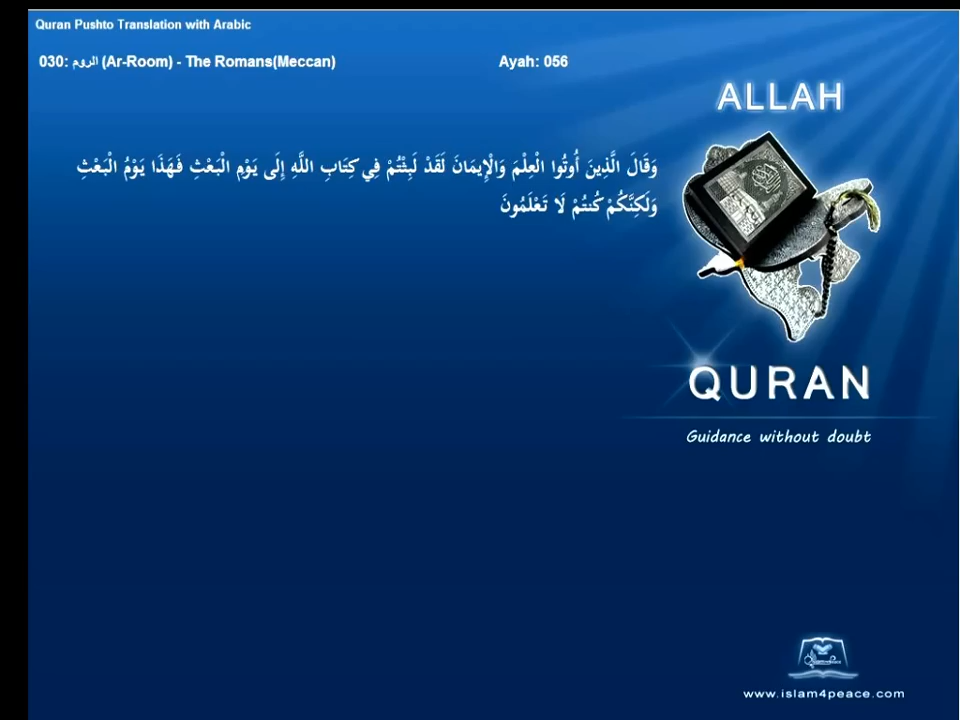 Quran Pushto Translation with Arabic
030: الروم (Ar-Room) - The Romans(Meccan) Ayah: 056
ALLAH
وَقَالَ الَّذِينَ أُوتُوا الْعِلْمَ وَالْإِيمَانَ لَقَدْ لَبِثْتُمْ فِي كِتَابِ اللَّهِ إِلَى يَوْمِ الْبَعْثِ فَهَذَا يَوْمُ الْبَعْثِ
وَلَكِنَّكُمْ كُنتُمْ لَا تَعْلَمُونَ
QURAN
Guidance without doubt
www.islam4peace.com